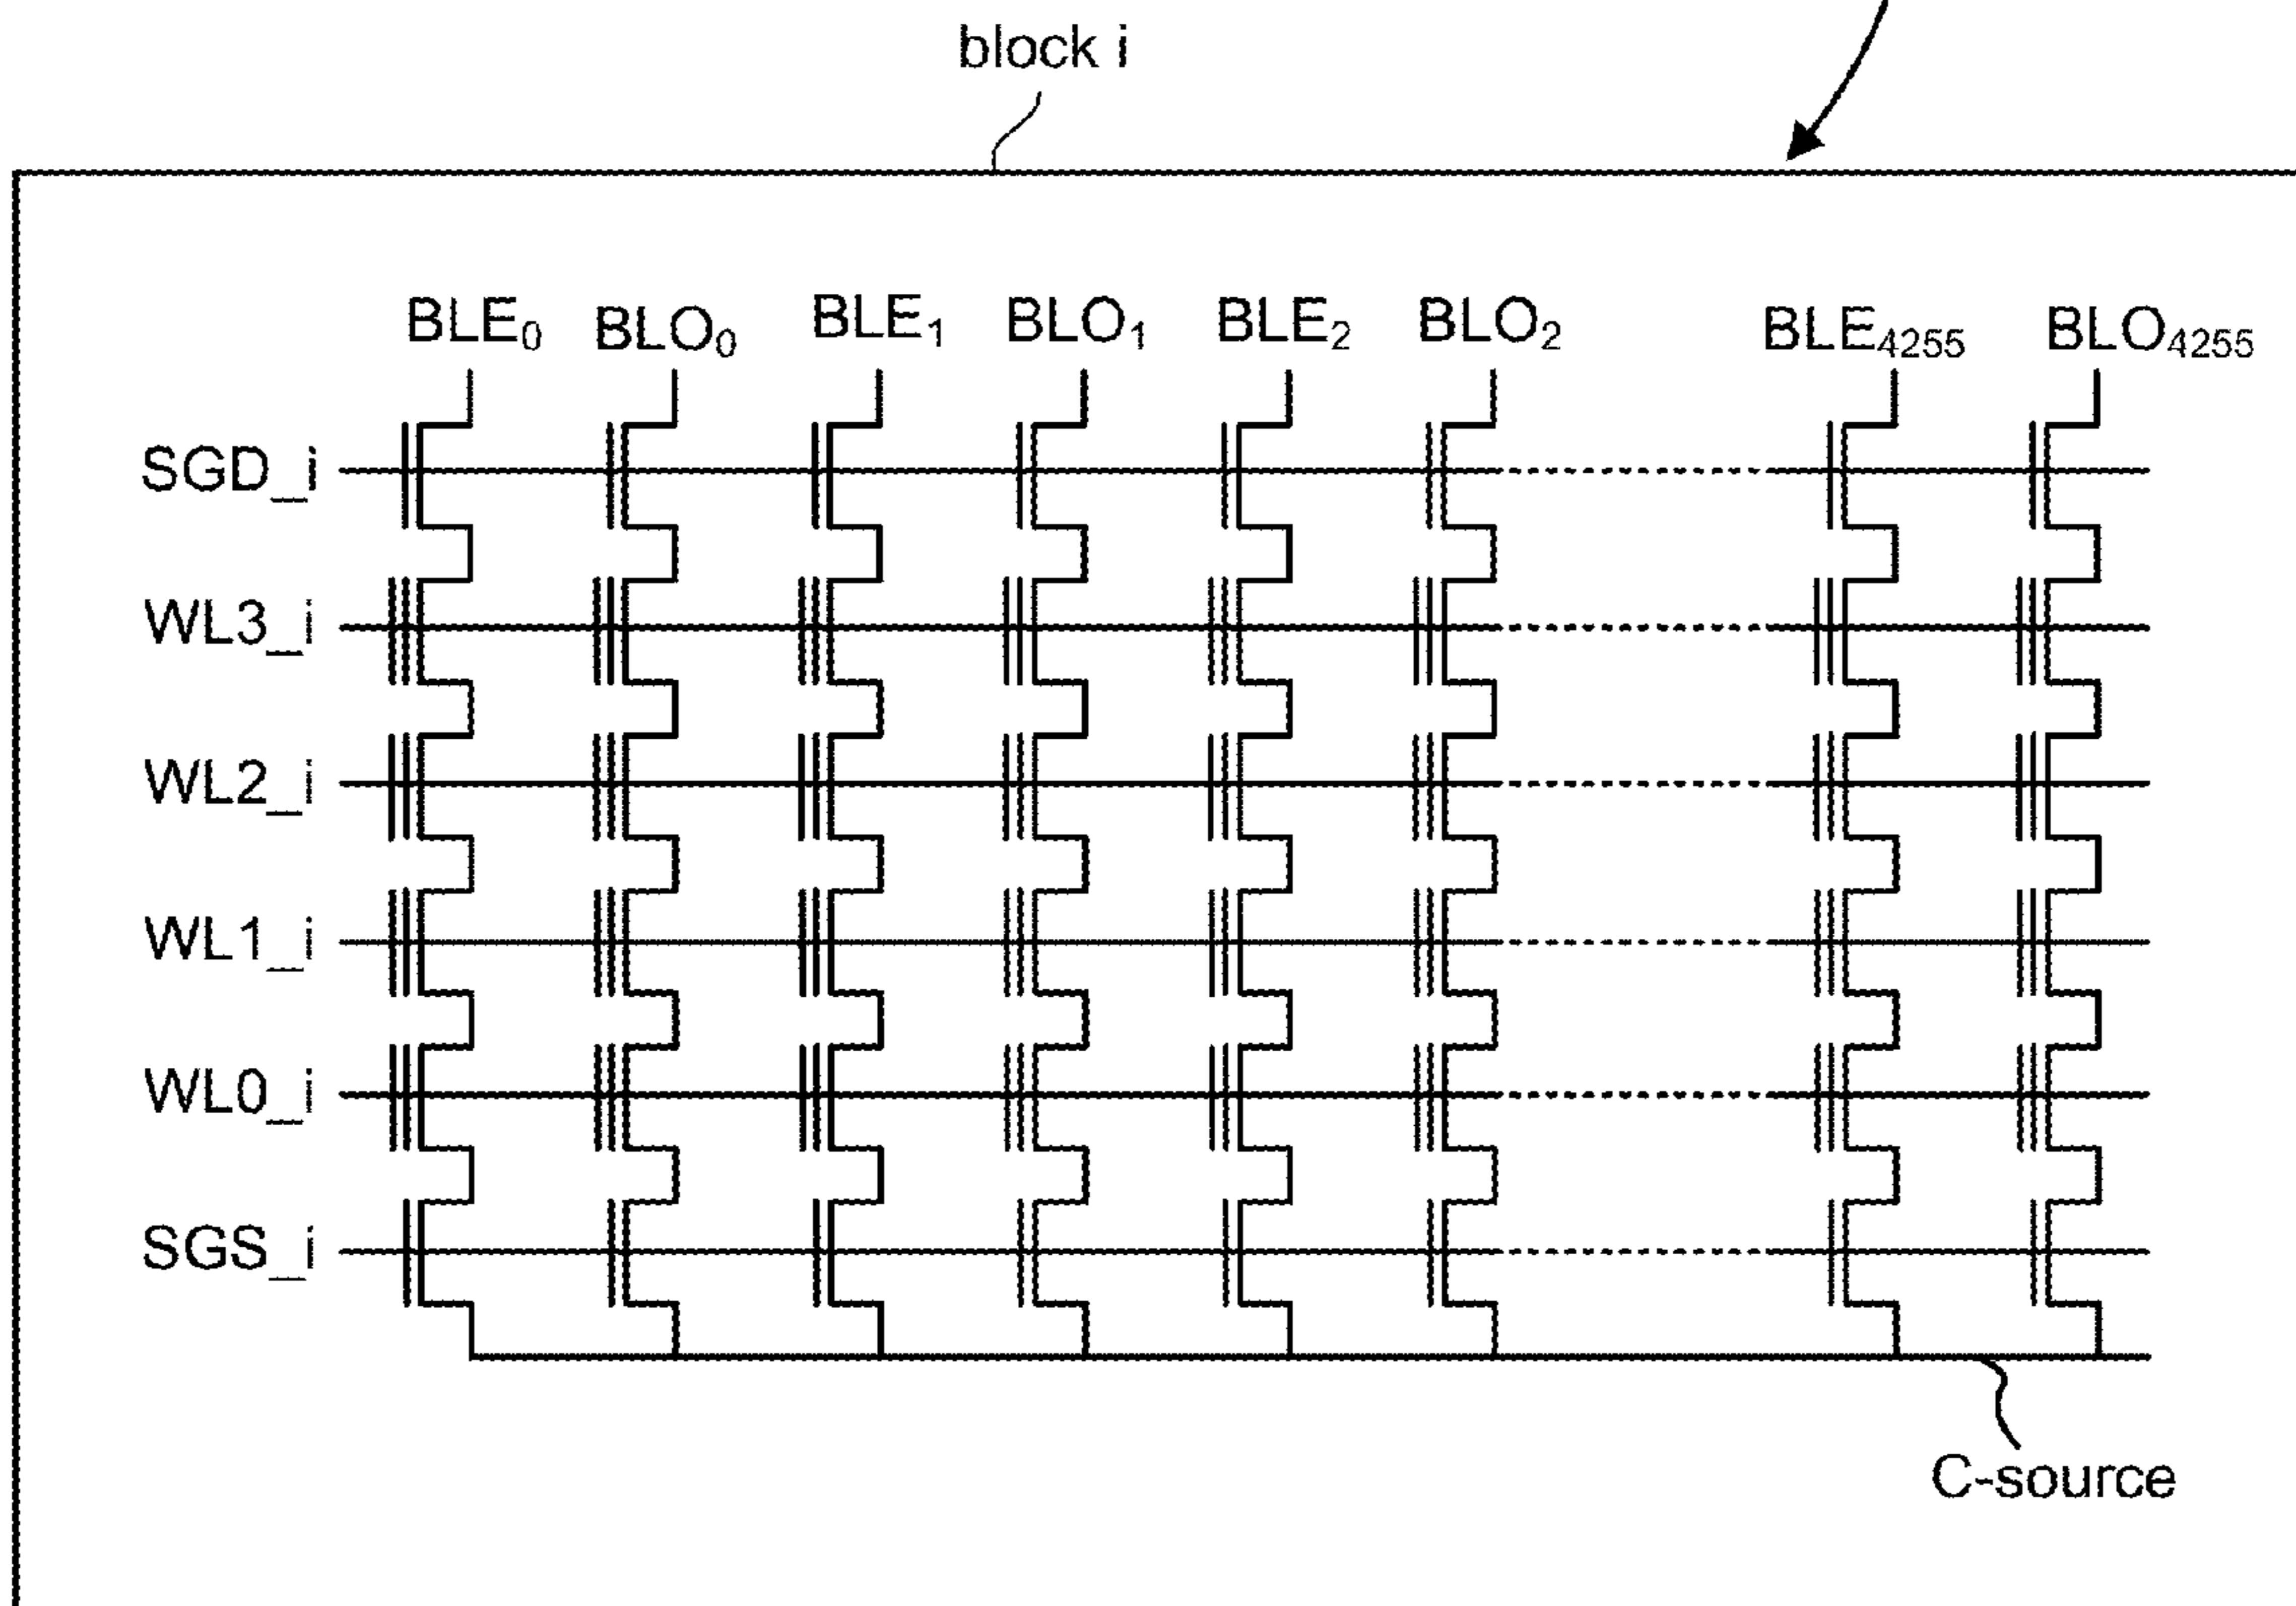 block i
BLE₀ BLO₀ BLE₁ BLO₁ BLE₂ BLO₂ BLE₄₂₅₅ BLO₄₂₅₅
SGD_i
WL3_i
WL2_i
WL1_i
WL0_i
SGS_i
C-source